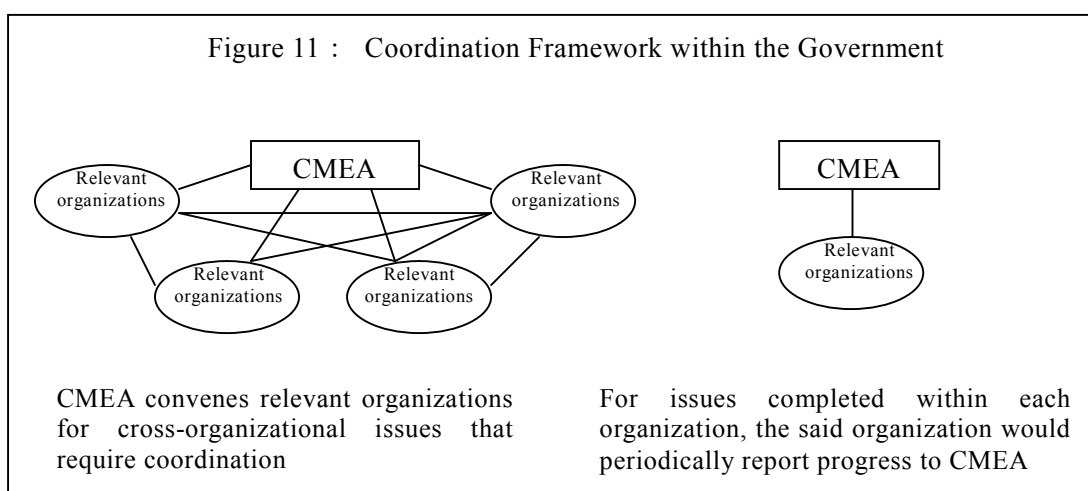 Figure 11 : Coordination Framework within the Government
CMEA
Relevant
organizations
Relevant
organizations
Relevant
organizations
Relevant
organizations
CMEA convenes relevant organizations
for cross-organizational issues that
require coordination
CMEA
Relevant
organizations
For issues completed within each
organization, the said organization would
periodically report progress to CMEA